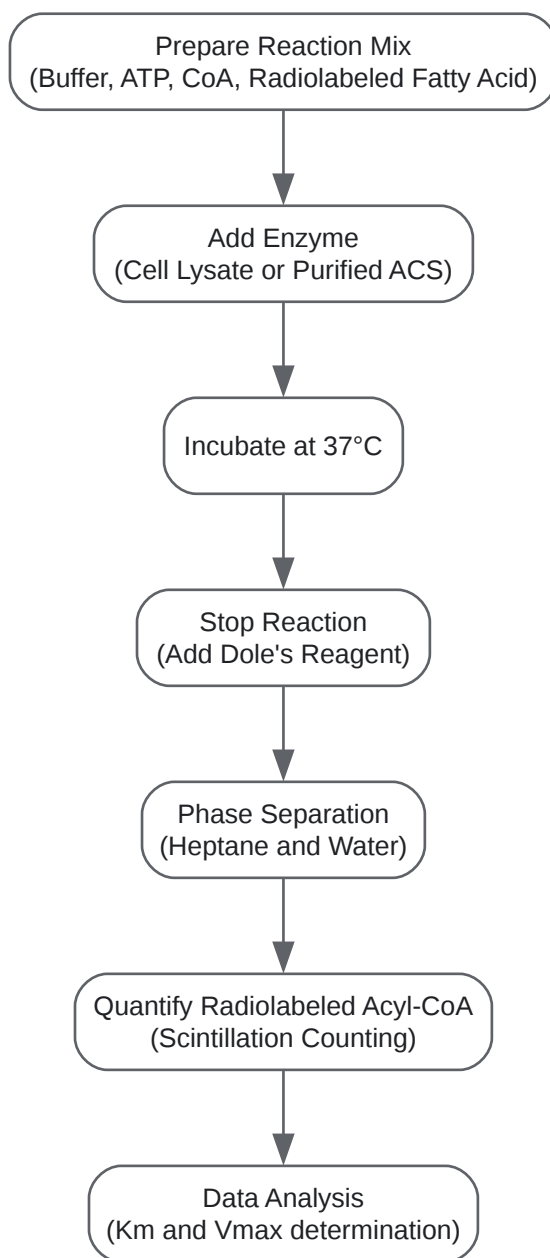 Prepare Reaction Mix
(Buffer, ATP, CoA, Radiolabeled Fatty Acid)
Add Enzyme
(Cell Lysate or Purified ACS)
Incubate at 37°C
Stop Reaction
(Add Dole's Reagent)
Phase Separation
(Heptane and Water)
Quantify Radiolabeled Acyl-CoA
(Scintillation Counting)
Data Analysis
(Km and Vmax determination)